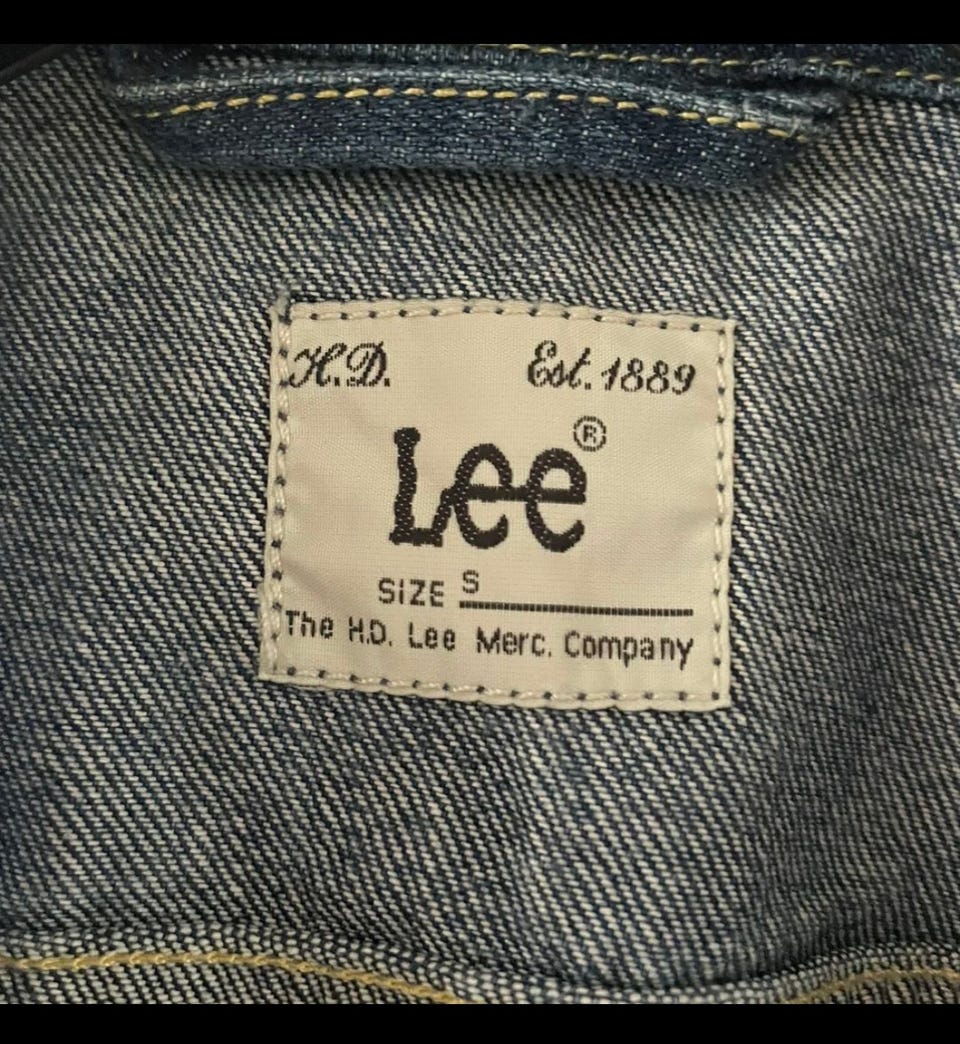 H.D. Est. 1889
Lee®
SIZE S
The H.D. Lee Merc. Company